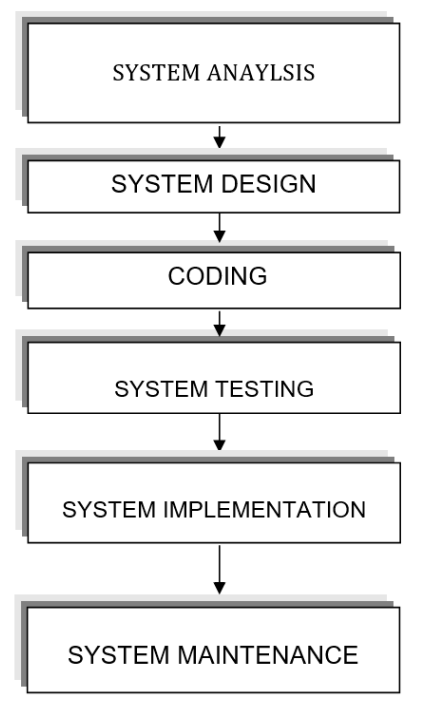 SYSTEM ANAYLSIS
SYSTEM DESIGN
CODING
SYSTEM TESTING
SYSTEM IMPLEMENTATION
SYSTEM MAINTENANCE